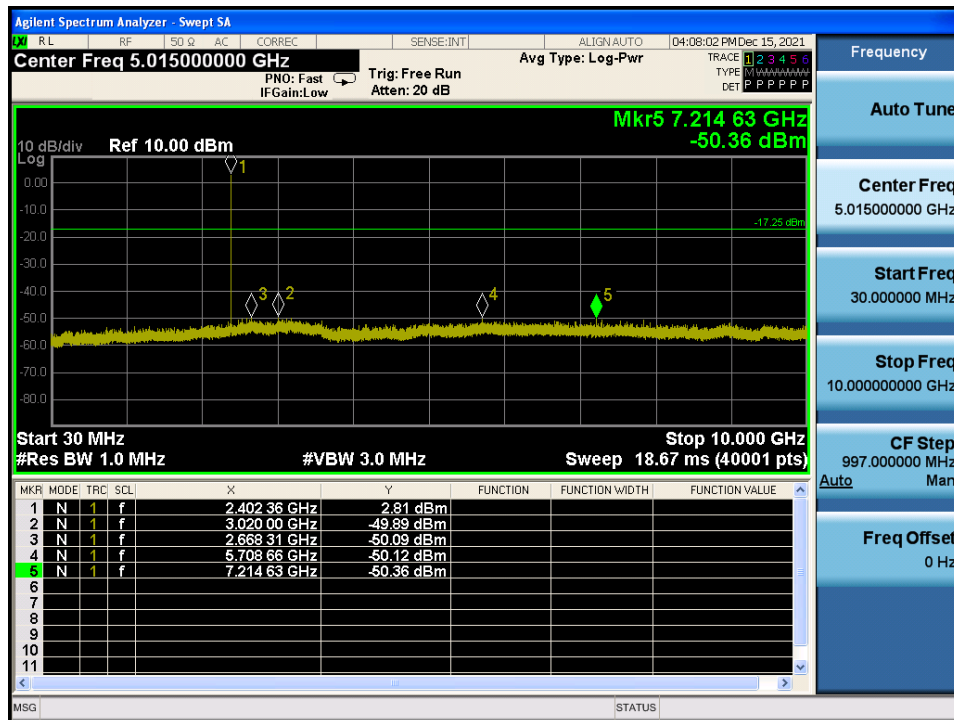 Agilent Spectrum Analyzer - Swept SA
LXI RL RF 50 Ω AC CORREC SENSE:INT ALIGN AUTO 04:08:02 PM Dec 15, 2021
Center Freq 5.015000000 GHz
PNO: Fast
IFGain:Low
Trig: Free Run
Atten: 20 dB
Avg Type: Log-Pwr
TRACE 1 2 3 4 5 6
TYPE
DET P P P P P P
Mkr5 7.214 63 GHz
-50.36 dBm
10 dB/div
Log
Ref 10.00 dBm
0.00
-10.0
-20.0
-30.0
-40.0
-50.0
-60.0
-70.0
-80.0
-17.25 dBm
1
3
2
4
5
Start 30 MHz
Stop 10.000 GHz
#Res BW 1.0 MHz
#VBW 3.0 MHz
Sweep 18.67 ms (40001 pts)
MKR MODE TRC SCL X Y FUNCTION FUNCTION WIDTH FUNCTION VALUE
1 N 1 f 2.402 36 GHz 2.81 dBm
2 N 1 f 3.020 00 GHz -49.89 dBm
3 N 1 f 2.668 31 GHz -50.09 dBm
4 N 1 f 5.708 66 GHz -50.12 dBm
5 N 1 f 7.214 63 GHz -50.36 dBm
6
7
8
9
10
11
MSG
STATUS
Frequency
Auto Tune
Center Freq
5.015000000 GHz
Start Freq
30.000000 MHz
Stop Freq
10.000000000 GHz
CF Step
997.000000 MHz
Auto Man
Freq Offset
0 Hz